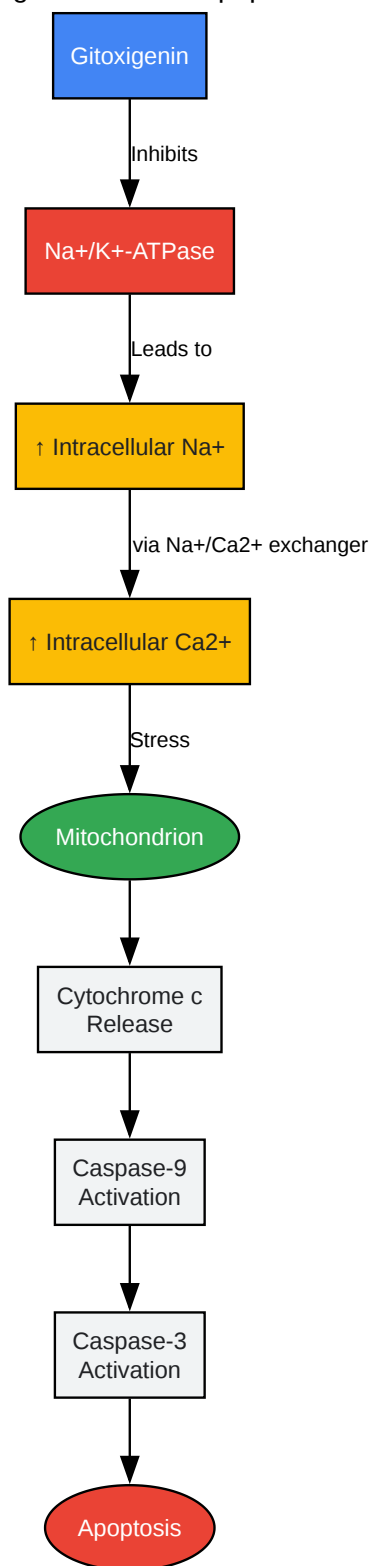 Gitoxigenin
Inhibits
Na+/K+-ATPase
Leads to
↑ Intracellular Na+
via Na+/Ca2+ exchanger
↑ Intracellular Ca2+
Stress
Mitochondrion
Cytochrome c
Release
Caspase-9
Activation
Caspase-3
Activation
Apoptosis